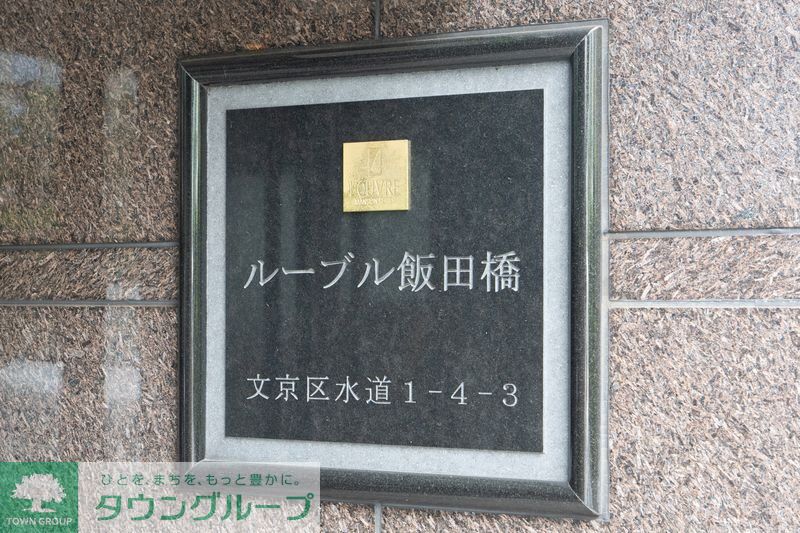 LOUVRE
ルーブル飯田橋
文京区水道1-4-3
ひとを、まちを、もっと豊かに。
タウングループ
TOWN GROUP